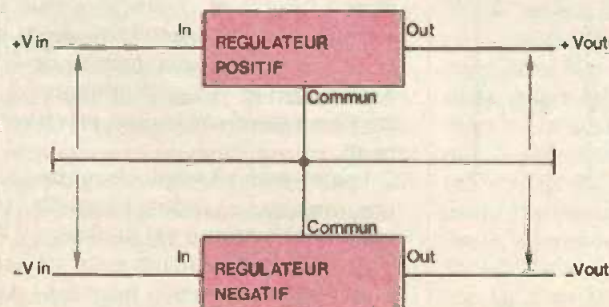 In
Out
+Vin
REGULATEUR
POSITIF
+Vout
Commun
Commun
In
Out
-Vin
REGULATEUR
NEGATIF
-Vout